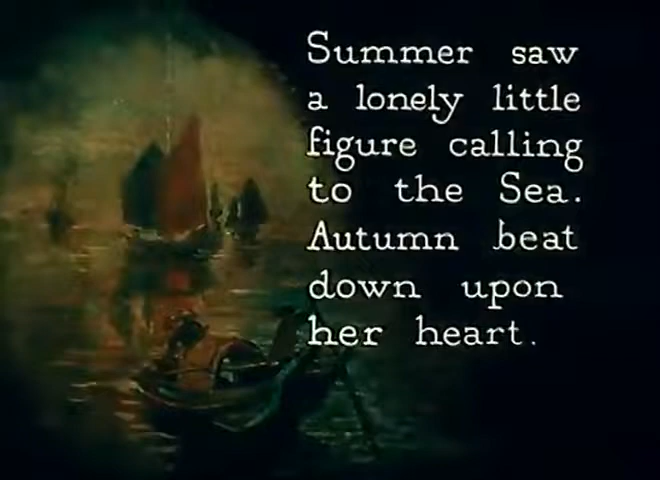 Summer saw
a lonely little
figure calling
to the Sea.
Autumn beat
down upon
her heart.